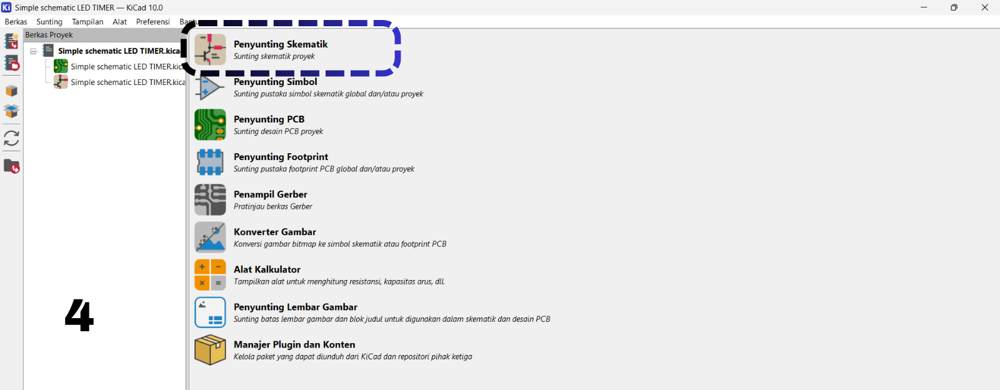 Simple schematic LED TIMER — KiCad 10.0
Berkas Sunting Tampilan Alat Preferensi
Berkas Proyek
Simple schematic LED TIMER.kica
Simple schematic LED TIMER.kic
Simple schematic LED TIMER.kica
Penyunting Skematik
Sunting skematik proyek
Penyunting Simbol
Sunting pustaka simbol skematik global dan/atau proyek
Penyunting PCB
Sunting desain PCB proyek
Penyunting Footprint
Sunting pustaka footprint PCB global dan/atau proyek
Penampil Gerber
Pratinjau berkas Gerber
Konverter Gambar
Konversi gambar bitmap ke simbol skematik atau footprint PCB
Alat Kalkulator
Tampilkan alat untuk menghitung resistansi, kapasitas arus, dll.
Penyunting Lembar Gambar
Sunting batas lembar gambar dan blok judul untuk digunakan dalam skematik dan desain PCB
Manajer Plugin dan Konten
Kelola paket yang dapat diunduh dari KiCad dan repositori pihak ketiga
4